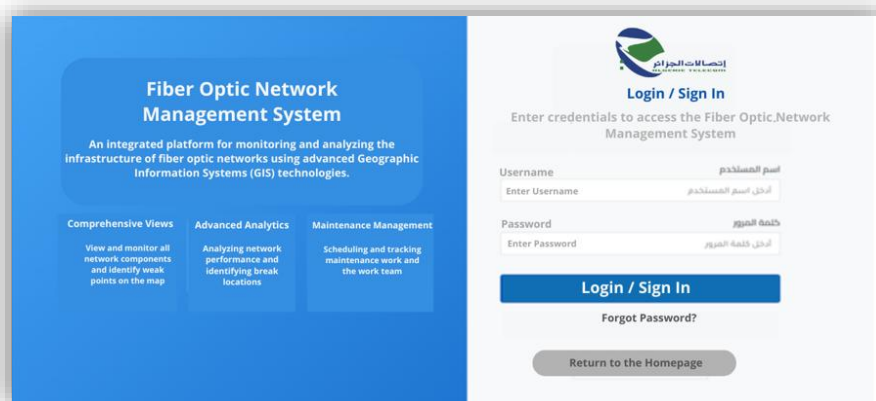 Fiber Optic Network
Management System
An integrated platform for monitoring and analyzing the
infrastructure of fiber optic networks using advanced Geographic
Information Systems (GIS) technologies.
Comprehensive Views
View and monitor all
network components
and identify weak
points on the map
Advanced Analytics
Analyzing network
performance and
identifying break
locations
Maintenance Management
Scheduling and tracking
maintenance work and
the work team
إتصالات الجزائر
ALGERIE TELECOM
Login / Sign In
Enter credentials to access the Fiber Optic Network
Management System
Username اسم المستخدم
Enter Username أدخل اسم المستخدم
Password كلمة المرور
Enter Password أدخل كلمة المرور
Login / Sign In
Forgot Password?
Return to the Homepage